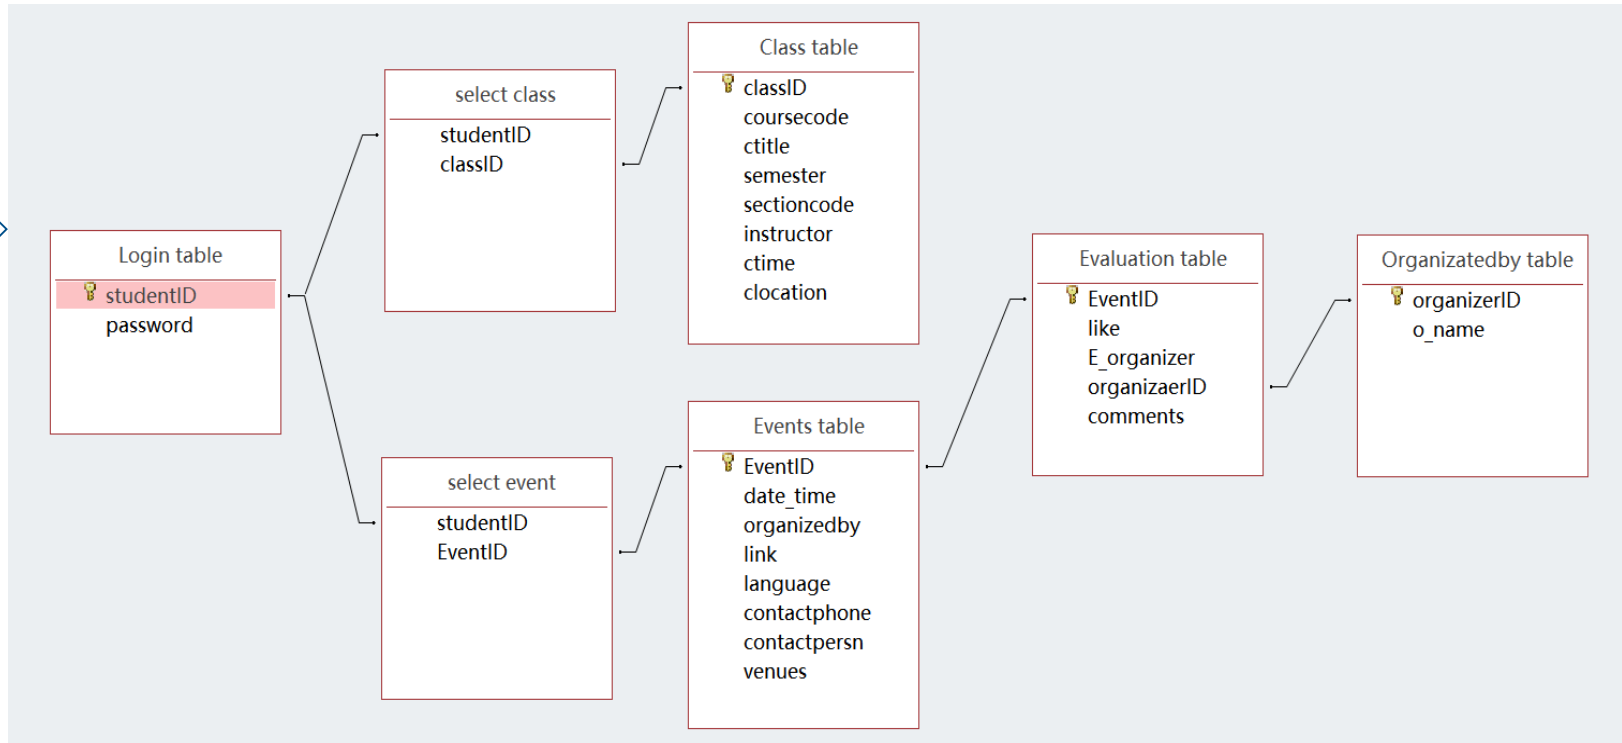 Class table
classID
coursecode
ctitle
semester
sectioncode
instructor
ctime
clocation
select class
studentID
classID
Login table
studentID
password
select event
studentID
EventID
Events table
EventID
date_time
organizedby
link
language
contactphone
contactpersn
venues
Evaluation table
EventID
like
E_organizer
organizaerID
comments
Organizatedby table
organizerID
o_name